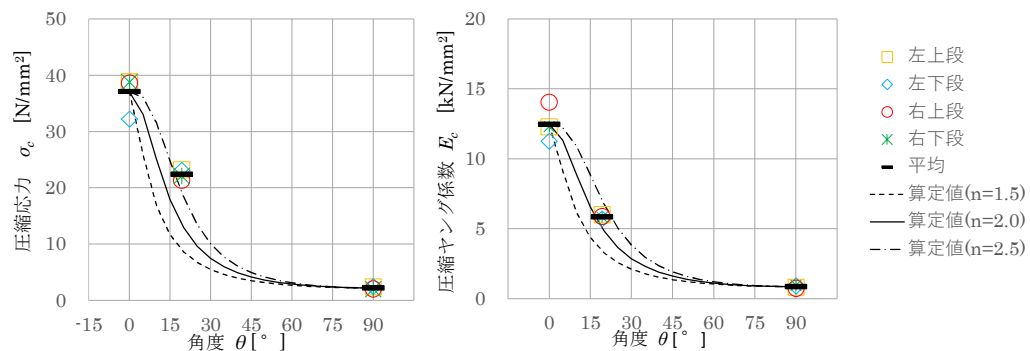 圧縮応力 σc [N/mm²]
50
40
30
20
10
0
-15 0 15 30 45 60 75 90
角度 θ[°]
圧縮ヤング係数 Ec [kN/mm²]
20
15
10
5
0
0 15 30 45 60 75 90
角度 θ[°]
左上段
左下段
右上段
右下段
平均
算定値(n=1.5)
算定値(n=2.0)
算定値(n=2.5)